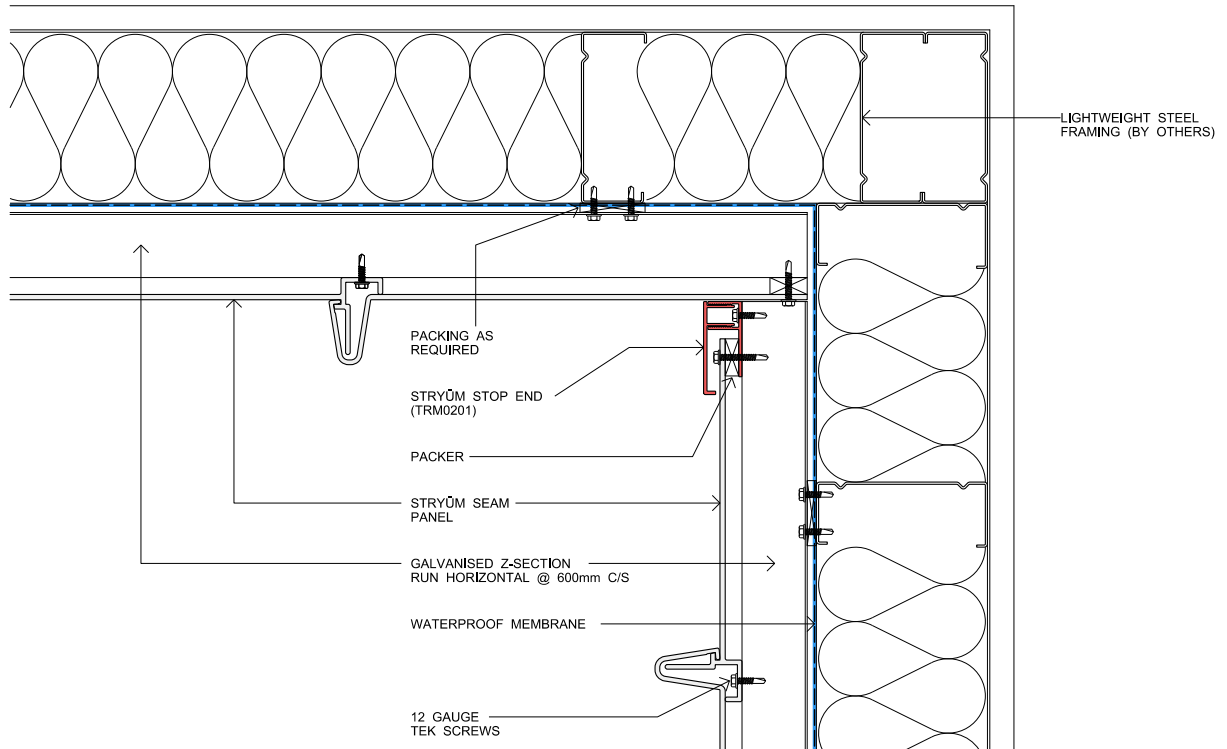 LIGHTWEIGHT STEEL
FRAMING (BY OTHERS)
PACKING AS
REQUIRED
STRYŪM STOP END
(TRM0201)
PACKER
STRYŪM SEAM
PANEL
GALVANISED Z-SECTION
RUN HORIZONTAL @ 600mm C/S
WATERPROOF MEMBRANE
12 GAUGE
TEK SCREWS